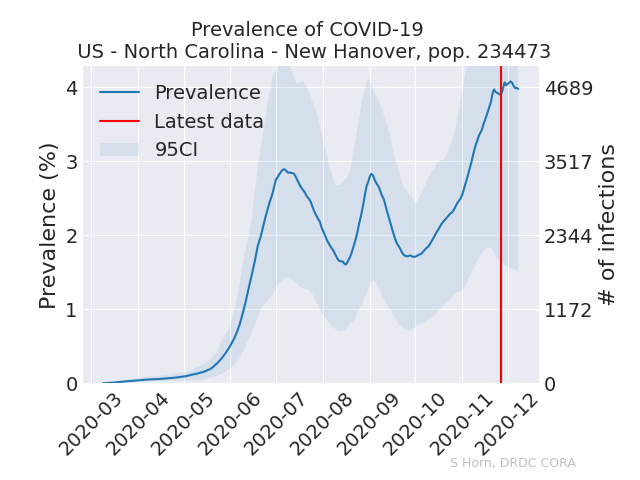 Prevalence of COVID-19
US - North Carolina - New Hanover, pop. 234473
Prevalence
Latest data
95CI
Prevalence (%)
4
3
2
1
0
4689
3517
2344
1172
0
# of infections
2020-03
2020-04
2020-05
2020-06
2020-07
2020-08
2020-09
2020-10
2020-11
2020-12
S Horn, DRDC CORA